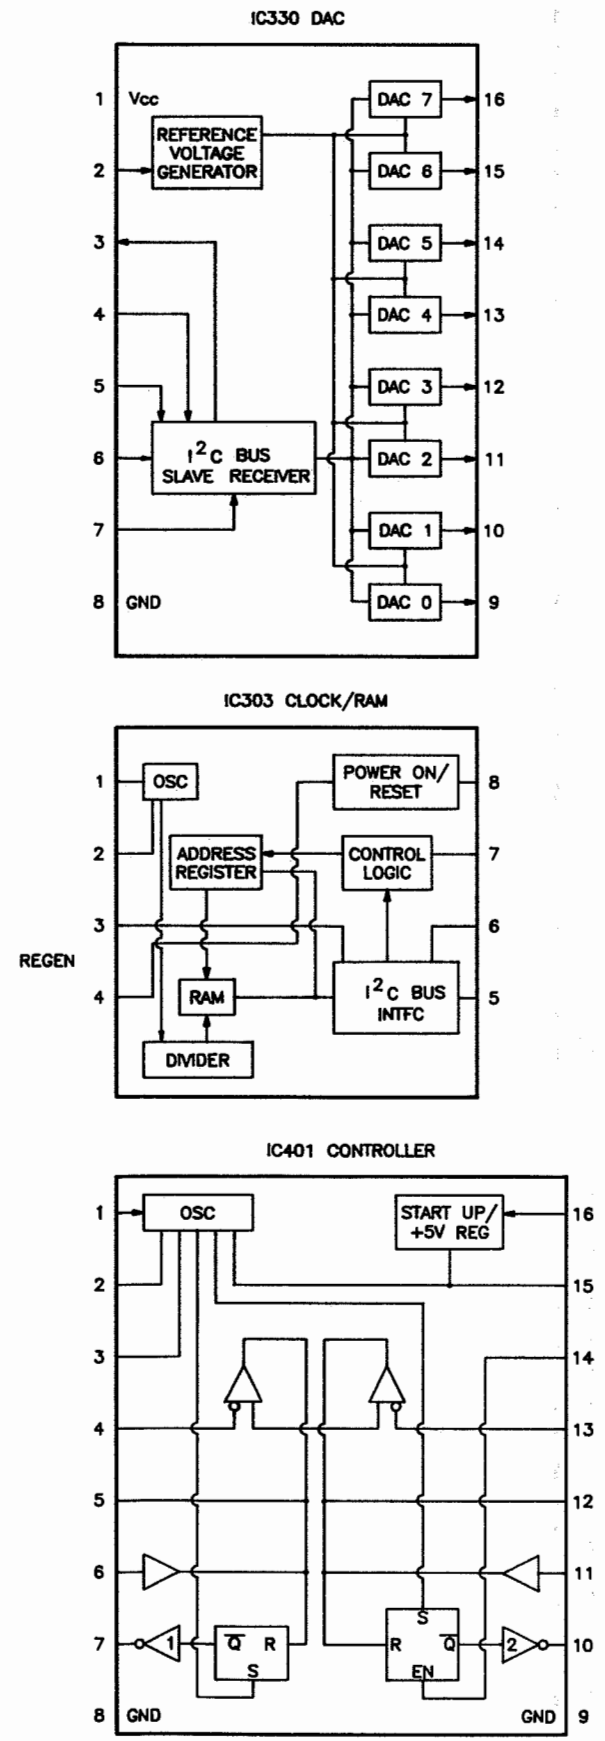 IC330 DAC
1 Vcc DAC 7 16
REFERENCE
VOLTAGE
GENERATOR
2 DAC 6 15
3 DAC 5 14
4 DAC 4 13
5 DAC 3 12
6 I²C BUS DAC 2 11
SLAVE RECEIVER
7 DAC 1 10
8 GND DAC 0 9
IC303 CLOCK/RAM
1 OSC POWER ON/ 8
RESET
2 ADDRESS CONTROL 7
REGISTER LOGIC
3 6
REGEN
4 RAM I²C BUS 5
INTFC
DIVIDER
IC401 CONTROLLER
1 OSC START UP/ 16
+5V REG
2 15
3 14
4 13
5 12
6 11
S
7 1 Q̅ R R Q̅ 2 10
S EN
8 GND GND 9